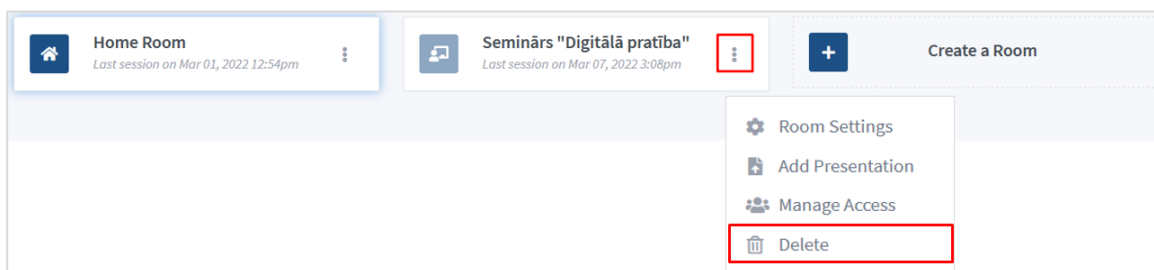 Home Room
Last session on Mar 01, 2022 12:54pm
Seminārs "Digitālā pratība"
Last session on Mar 07, 2022 3:08pm
Create a Room
Room Settings
Add Presentation
Manage Access
Delete